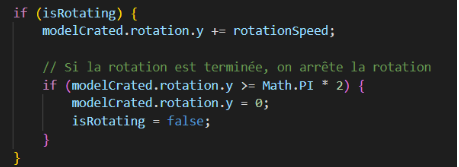 if (isRotating) {
modelCrated.rotation.y += rotationSpeed;
// Si la rotation est terminée, on arrête la rotation
if (modelCrated.rotation.y >= Math.PI * 2) {
modelCrated.rotation.y = 0;
isRotating = false;
}
}